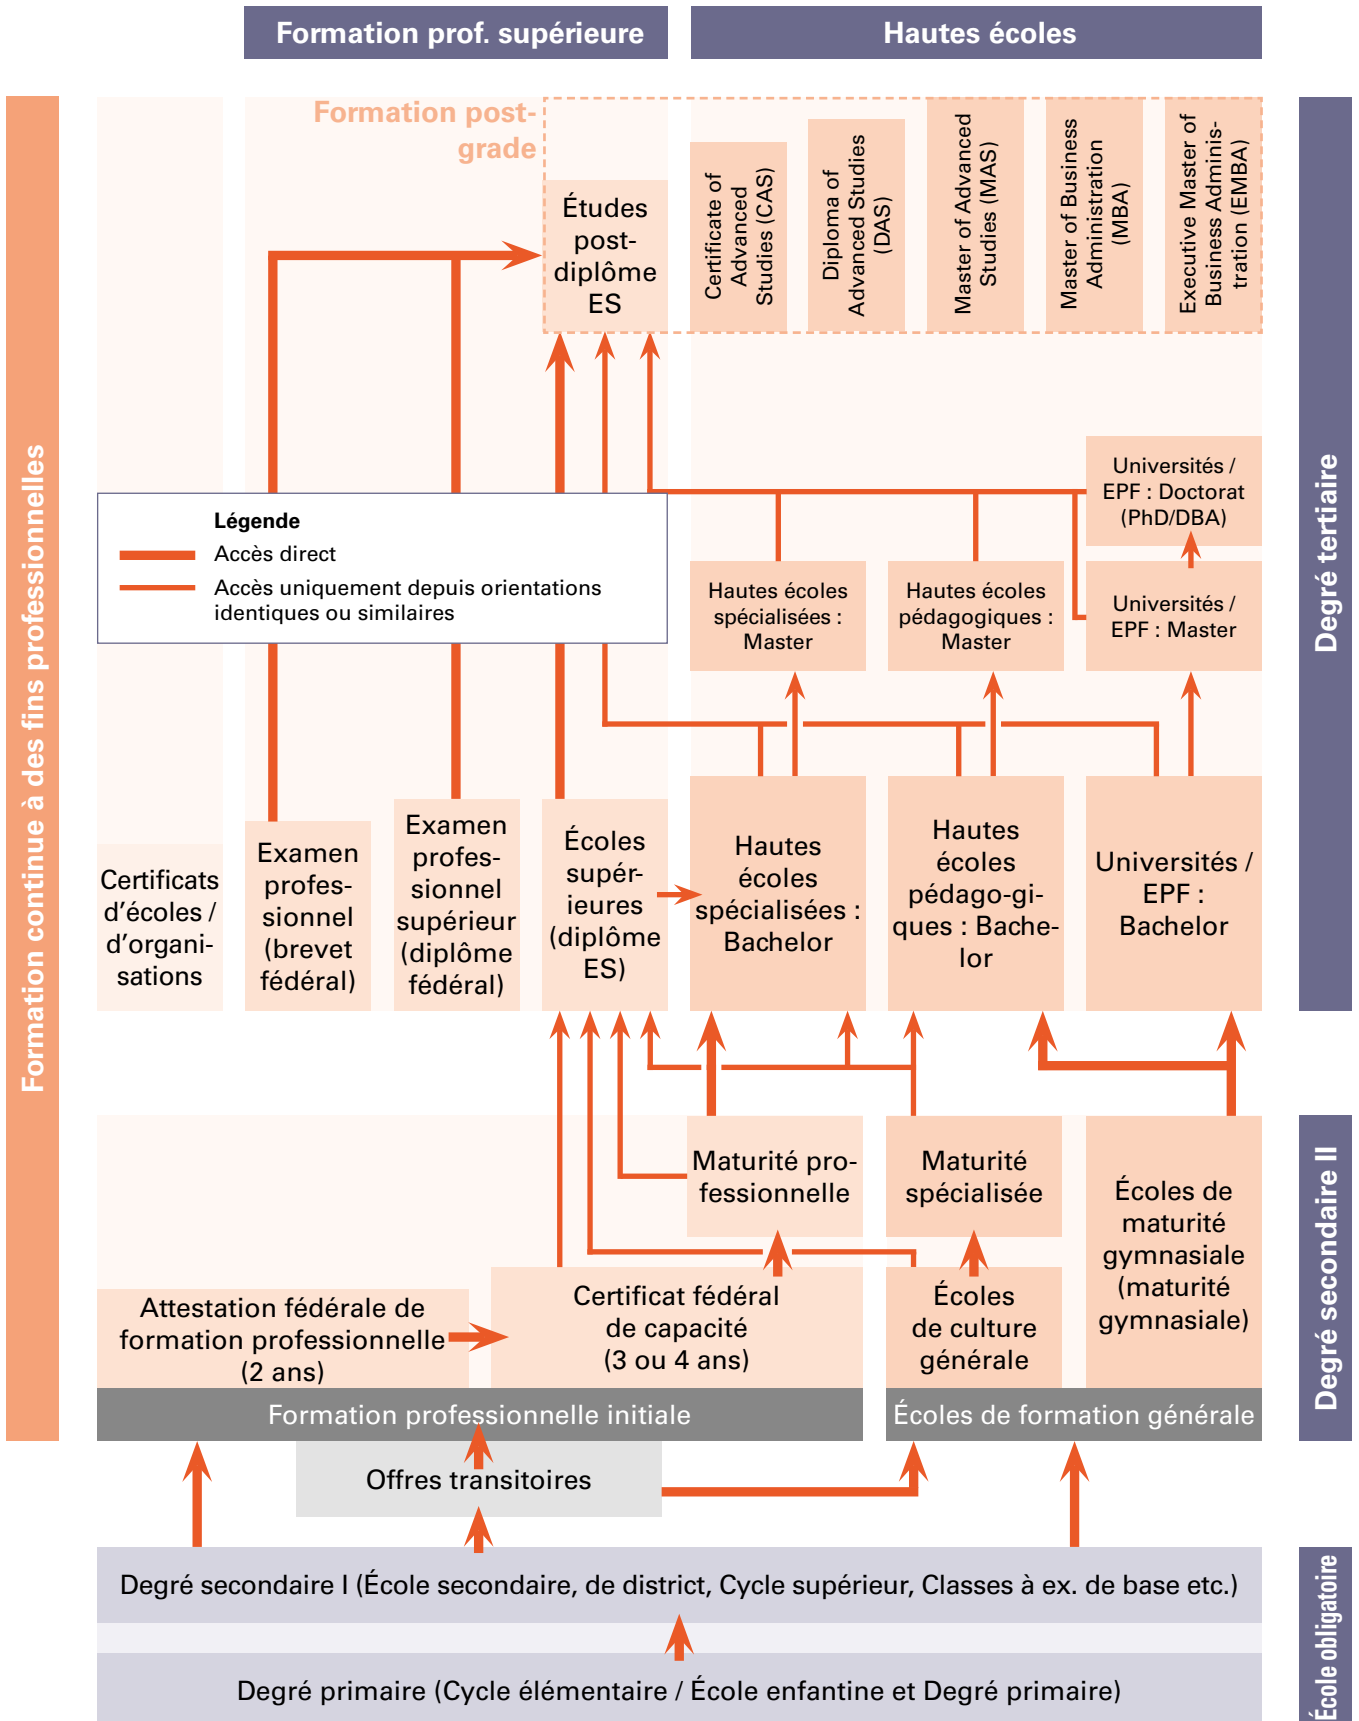 Formation prof. supérieure
Hautes écoles
Formation continue à des fins professionnelles
Formation post-
grade
Études
post-
diplôme
ES
Certificate of
Advanced
Studies (CAS)
Diploma of
Advanced Studies
(DAS)
Master of Advanced
Studies (MAS)
Master of Business
Administration
(MBA)
Executive Master of
Business Adminis-
tration (EMBA)
Degré tertiaire
Universités /
EPF : Doctorat
(PhD/DBA)
Légende
Accès direct
Accès uniquement depuis orientations
identiques ou similaires
Hautes écoles
spécialisées :
Master
Hautes écoles
pédagogiques :
Master
Universités /
EPF : Master
Certificats
d'écoles /
d'organi-
sations
Examen
profes-
sionnel
(brevet
fédéral)
Examen
profes-
sionnel
supérieur
(diplôme
fédéral)
Écoles
supér-
ieures
(diplôme
ES)
Hautes
écoles
spécialisées :
Bachelor
Hautes
écoles
pédago-gi-
ques : Bache-
lor
Universités /
EPF :
Bachelor
Degré secondaire II
Maturité pro-
fessionnelle
Maturité
spécialisée
Écoles de
maturité
gymnasiale
(maturité
gymnasiale)
Attestation fédérale de
formation professionnelle
(2 ans)
Certificat fédéral
de capacité
(3 ou 4 ans)
Écoles
de culture
générale
Formation professionnelle initiale
Écoles de formation générale
Offres transitoires
École obligatoire
Degré secondaire I (École secondaire, de district, Cycle supérieur, Classes à ex. de base etc.)
Degré primaire (Cycle élémentaire / École enfantine et Degré primaire)